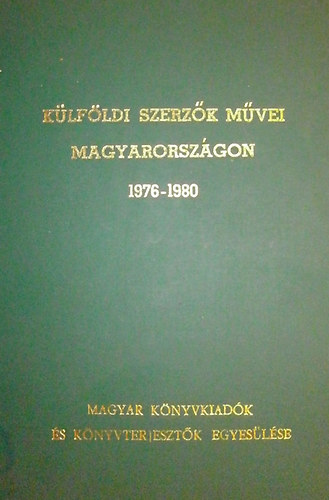 KÜLFÖLDI SZERZŐK MŰVEI
MAGYARORSZÁGON
1976-1980
MAGYAR KÖNYVKIADÓK
ÉS KÖNYVTERJESZTŐK EGYESÜLÉSE